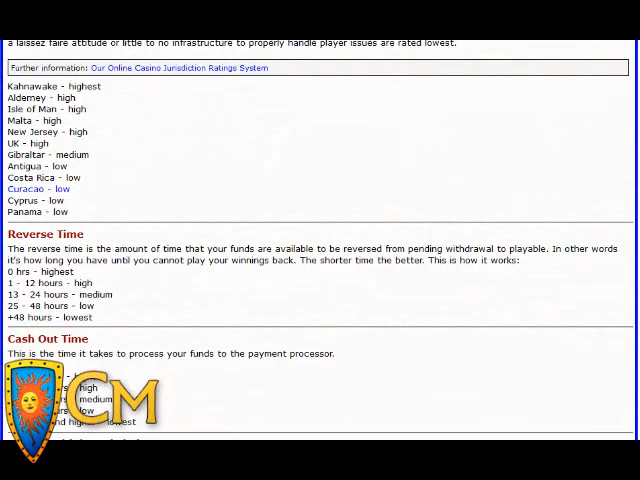 a laissez faire attitude or little to no infrastructure to properly handle player issues are rated lowest.
Further information: Our Online Casino Jurisdiction Ratings System
Kahnawake - highest
Alderney - high
Isle of Man - high
Malta - high
New Jersey - high
UK - high
Gibraltar - medium
Antigua - low
Costa Rica - low
Curacao - low
Cyprus - low
Panama - low
Reverse Time
The reverse time is the amount of time that your funds are available to be reversed from pending withdrawal to playable. In other words
it's how long you have until you cannot play your winnings back. The shorter time the better. This is how it works:
0 hrs - highest
1 - 12 hours - high
13 - 24 hours - medium
25 - 48 hours - low
+48 hours - lowest
Cash Out Time
This is the time it takes to process your funds to the payment processor.
high
medium
low
higher - lowest
CM